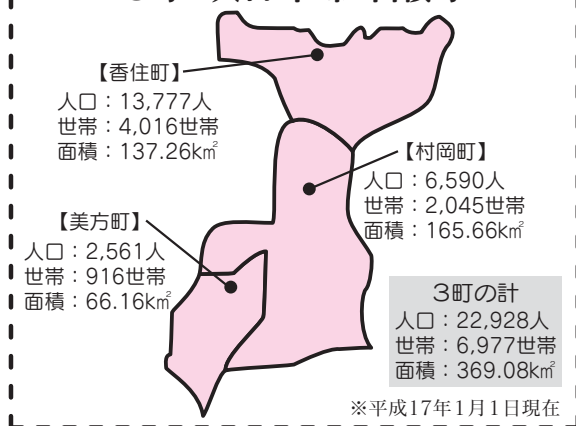 【香住町】
人口：13,777人
世帯：4,016世帯
面積：137.26k㎡
【村岡町】
人口：6,590人
世帯：2,045世帯
面積：165.66k㎡
【美方町】
人口：2,561人
世帯：916世帯
面積：66.16k㎡
3町の計
人口：22,928人
世帯：6,977世帯
面積：369.08k㎡
※平成17年1月1日現在